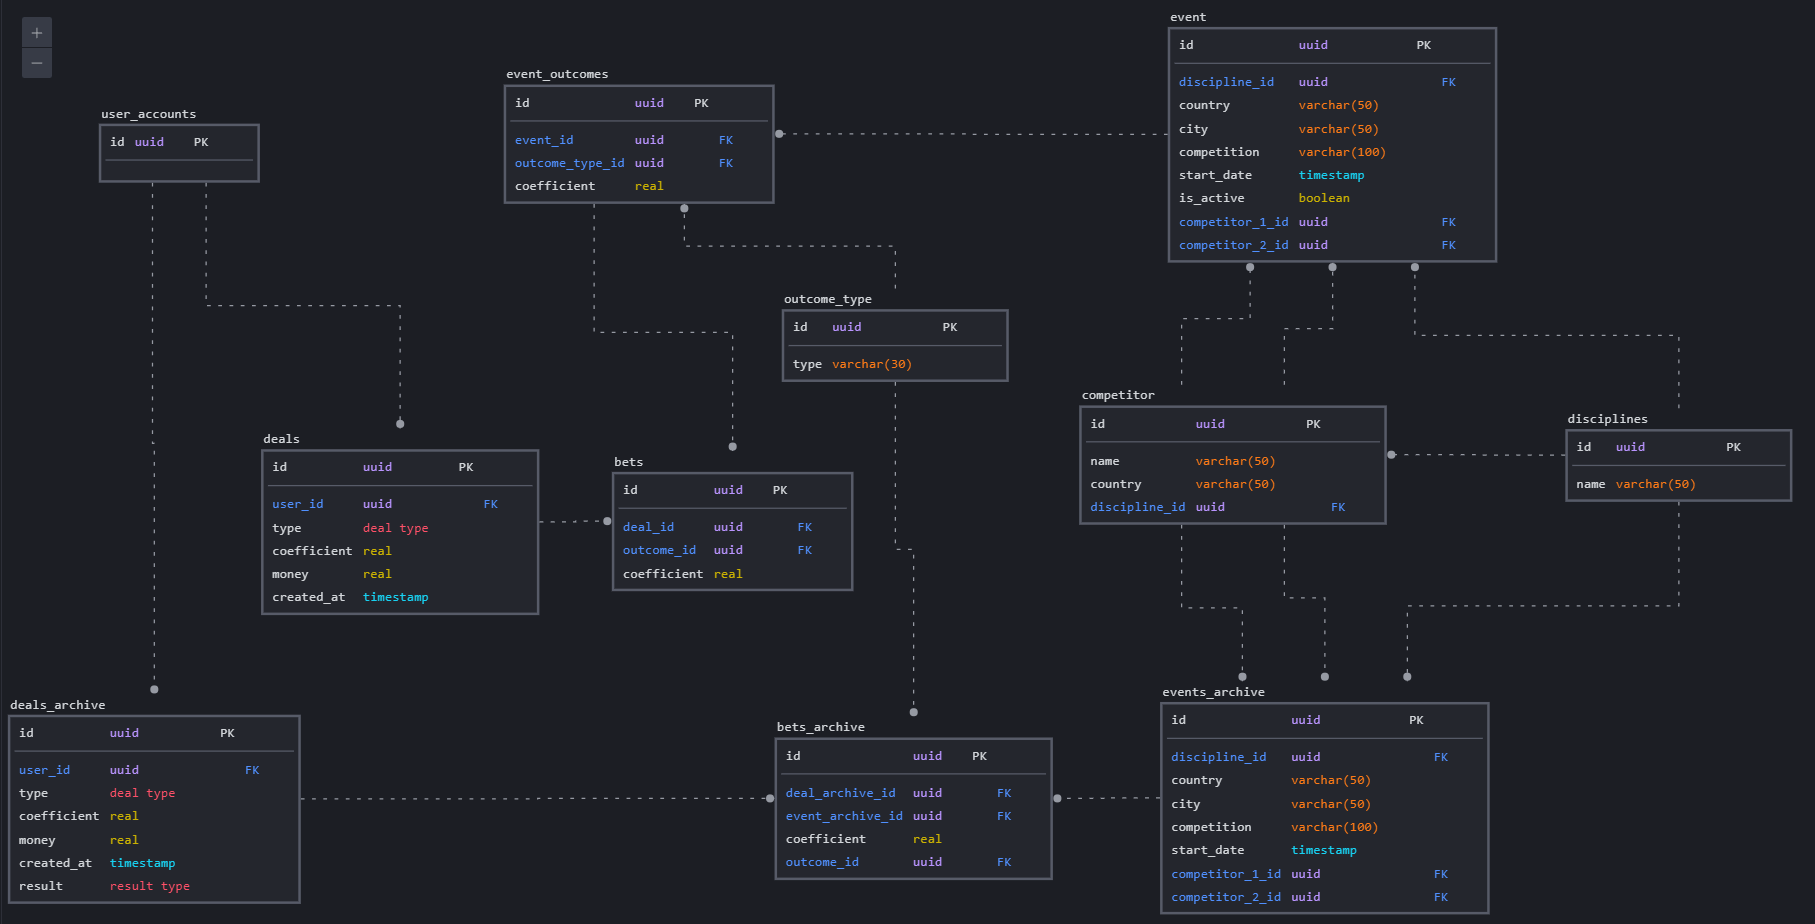 +
−
user_accounts
id uuid PK
event_outcomes
id uuid PK
event_id uuid FK
outcome_type_id uuid FK
coefficient real
event
id uuid PK
discipline_id uuid FK
country varchar(50)
city varchar(50)
competition varchar(100)
start_date timestamp
is_active boolean
competitor_1_id uuid FK
competitor_2_id uuid FK
outcome_type
id uuid PK
type varchar(30)
competitor
id uuid PK
name varchar(50)
country varchar(50)
discipline_id uuid FK
disciplines
id uuid PK
name varchar(50)
deals
id uuid PK
user_id uuid FK
type deal type
coefficient real
money real
created_at timestamp
bets
id uuid PK
deal_id uuid FK
outcome_id uuid FK
coefficient real
deals_archive
id uuid PK
user_id uuid FK
type deal type
coefficient real
money real
created_at timestamp
result result type
bets_archive
id uuid PK
deal_archive_id uuid FK
event_archive_id uuid FK
coefficient real
outcome_id uuid FK
events_archive
id uuid PK
discipline_id uuid FK
country varchar(50)
city varchar(50)
competition varchar(100)
start_date timestamp
competitor_1_id uuid FK
competitor_2_id uuid FK